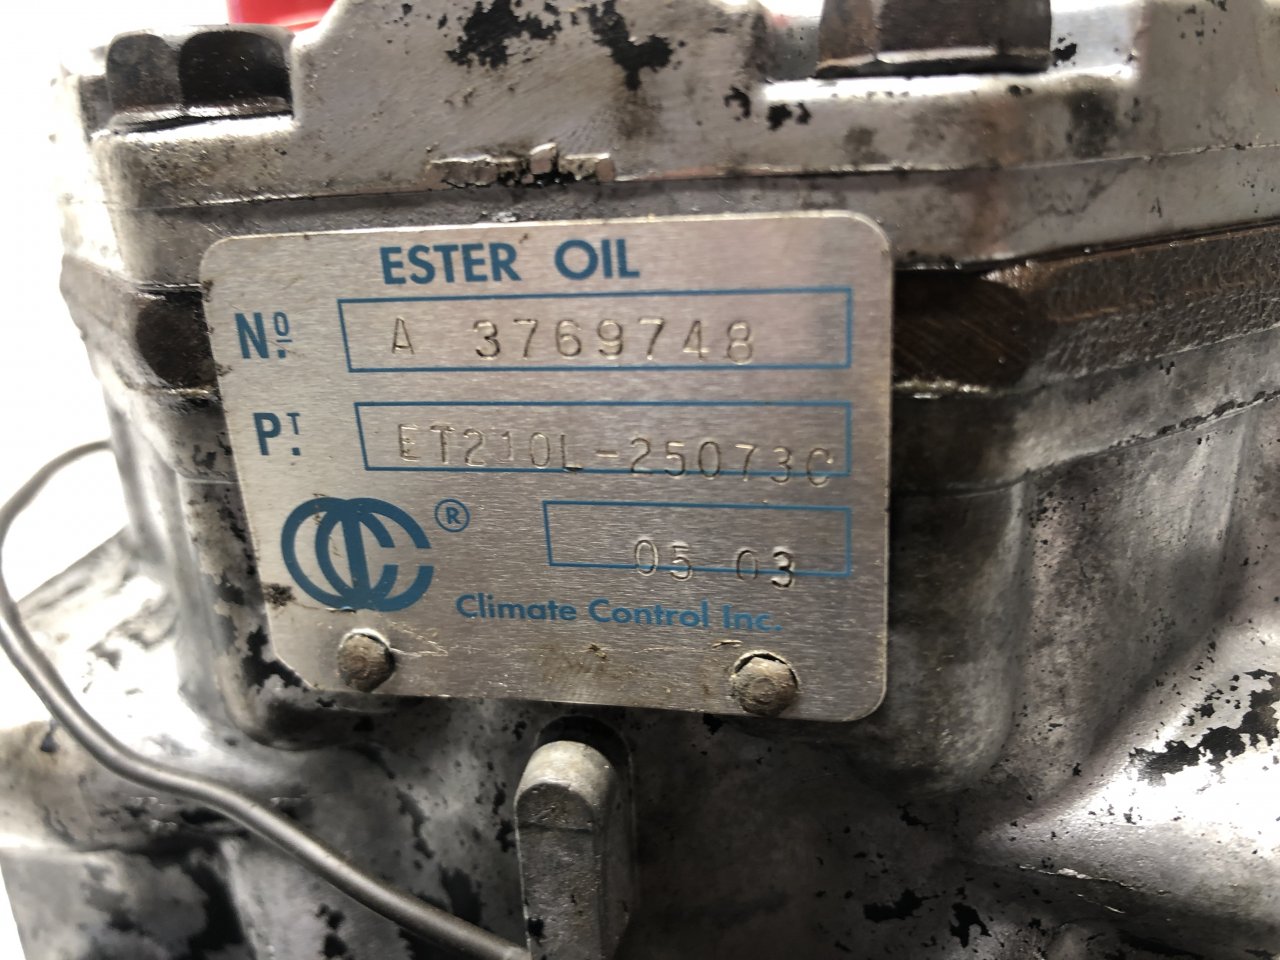 ESTER OIL
Nº. A 3769748
PT. ET210L-25073C
®
05 03
Climate Control Inc.